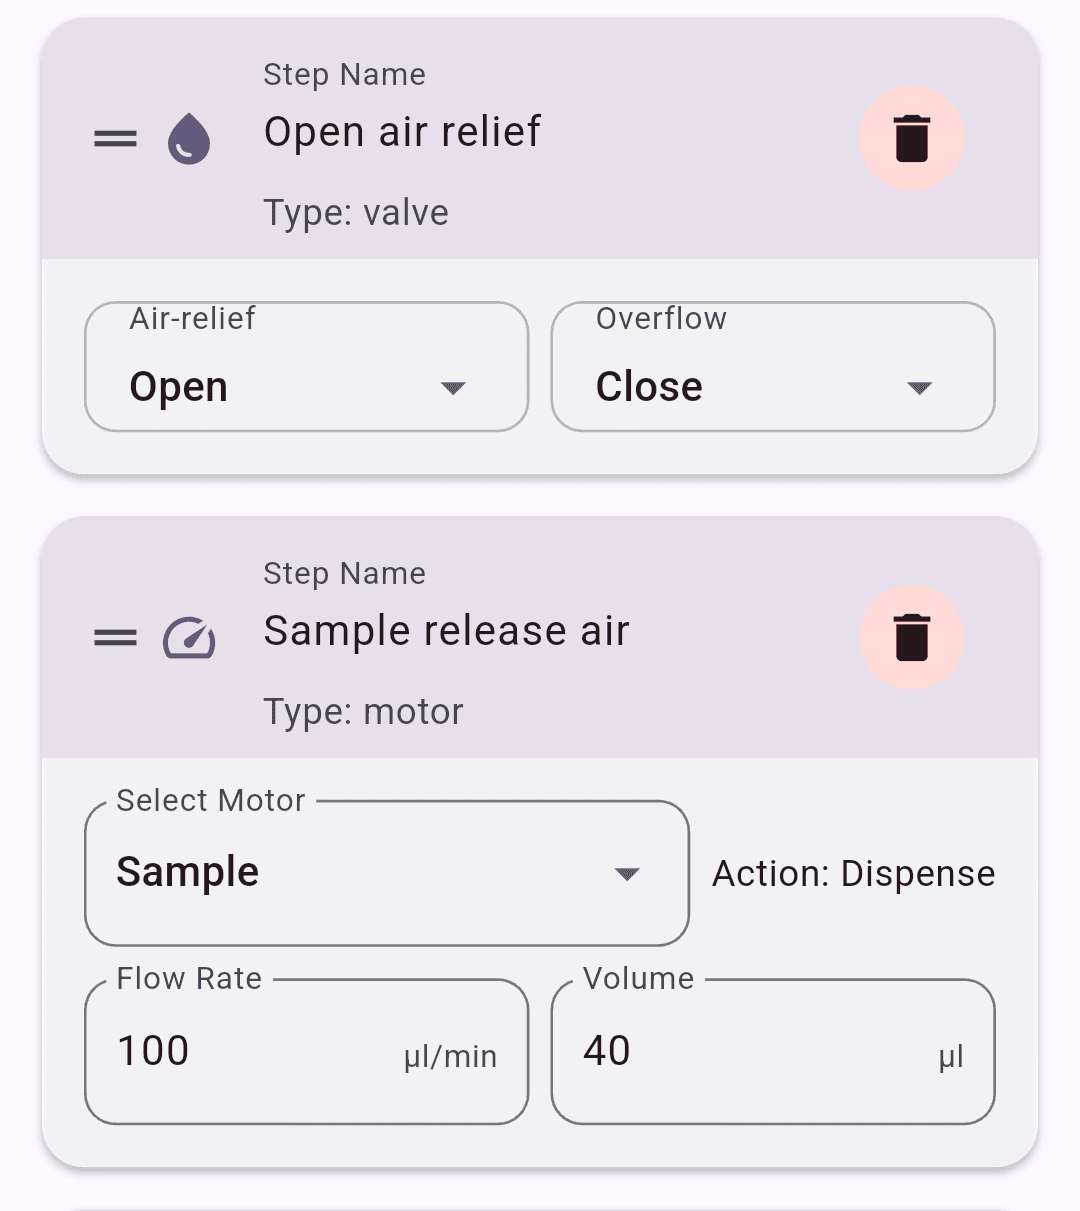 Step Name
Open air relief
Type: valve
Air-relief
Overflow
Open
Close
Step Name
Sample release air
Type: motor
Select Motor
Sample
Action: Dispense
Flow Rate
Volume
100 µl/min
40 µl